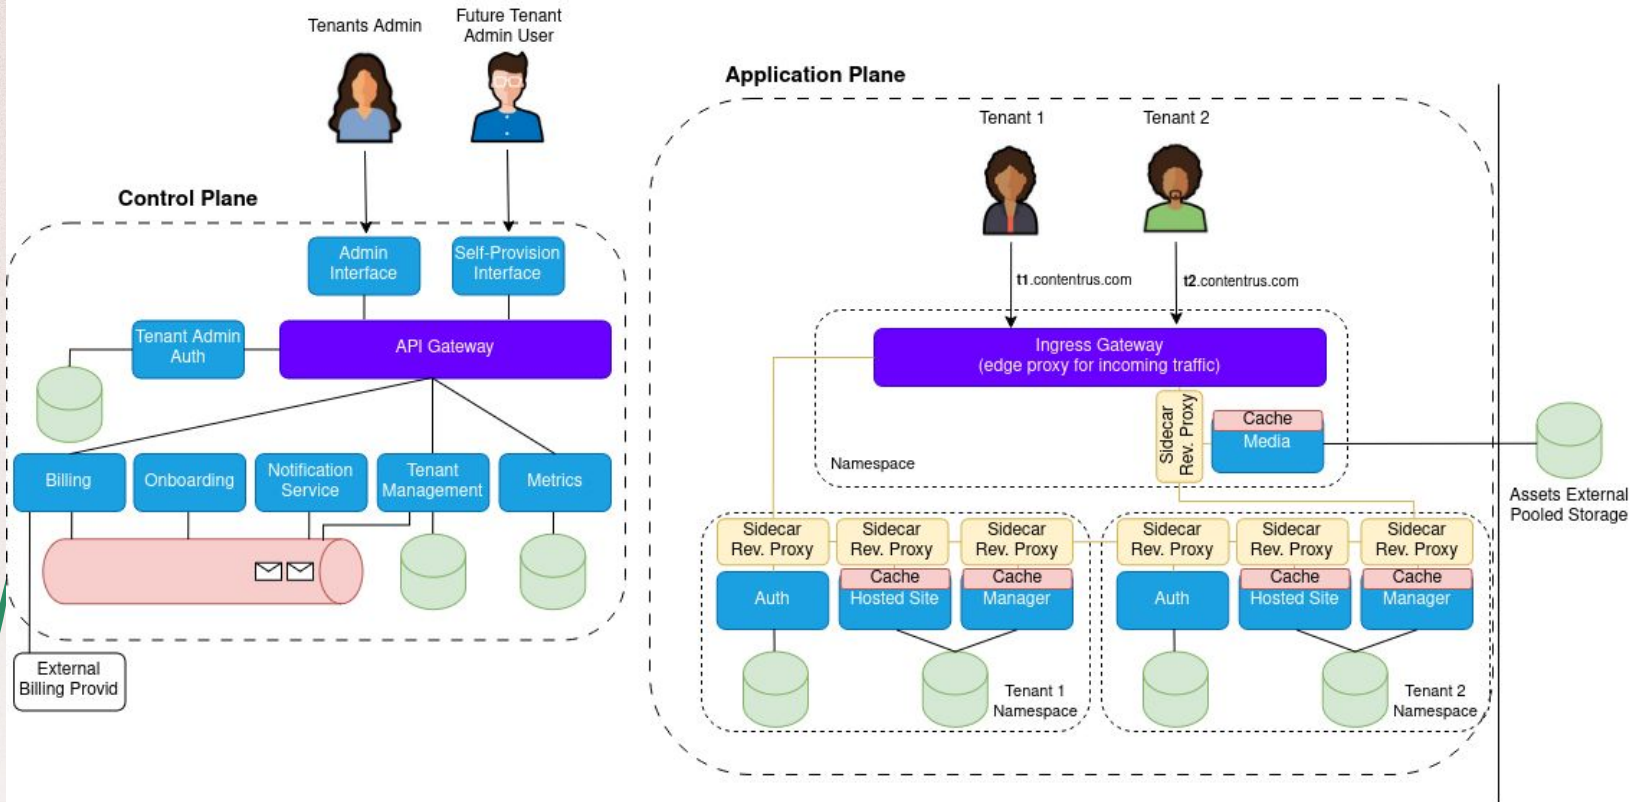 Tenants Admin
Future Tenant
Admin User
Control Plane
Admin
Interface
Self-Provision
Interface
Tenant Admin
Auth
API Gateway
Billing
Onboarding
Notification
Service
Tenant
Management
Metrics
External
Billing Provid
Application Plane
Tenant 1
Tenant 2
t1.contentrus.com
t2.contentrus.com
Ingress Gateway
(edge proxy for incoming traffic)
Sidecar
Rev. Proxy
Cache
Media
Namespace
Assets External
Pooled Storage
Sidecar
Rev. Proxy
Sidecar
Rev. Proxy
Sidecar
Rev. Proxy
Auth
Cache
Hosted Site
Cache
Manager
Tenant 1
Namespace
Sidecar
Rev. Proxy
Sidecar
Rev. Proxy
Sidecar
Rev. Proxy
Auth
Cache
Hosted Site
Cache
Manager
Tenant 2
Namespace